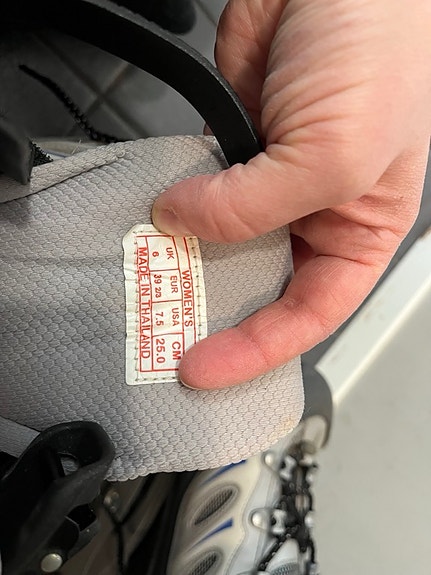 WOMEN'S
UK EUR USA CM
6 39 2/3 7.5 25.0
MADE IN THAILAND